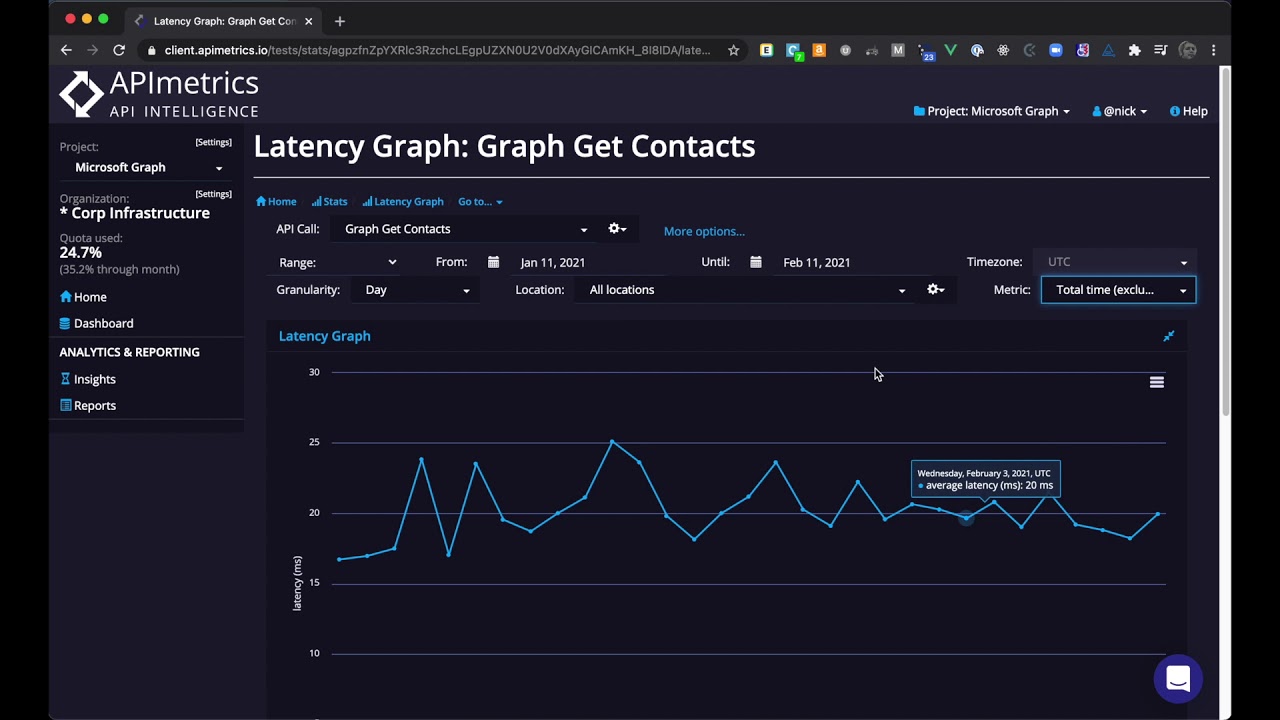 Latency Graph: Graph Get Con
client.apimetrics.io/tests/stats/agpzfnZpYXRlc3RzchcLEgpUZXN0U2V0dXAyGICAmKH_8I8IDA/late...
E
7
a
M
23
APImetrics
API INTELLIGENCE
Project: Microsoft Graph
@nick
Help
Project:
[Settings]
Microsoft Graph
Organization:
[Settings]
* Corp Infrastructure
Quota used:
24.7%
(35.2% through month)
Home
Dashboard
ANALYTICS & REPORTING
Insights
Reports
Latency Graph: Graph Get Contacts
Home Stats Latency Graph Go to...
API Call: Graph Get Contacts More options...
Range: From: Jan 11, 2021 Until: Feb 11, 2021 Timezone: UTC
Granularity: Day Location: All locations Metric: Total time (exclu...
Latency Graph
30
25
Wednesday, February 3, 2021, UTC
average latency (ms): 20 ms
20
15
latency (ms)
10